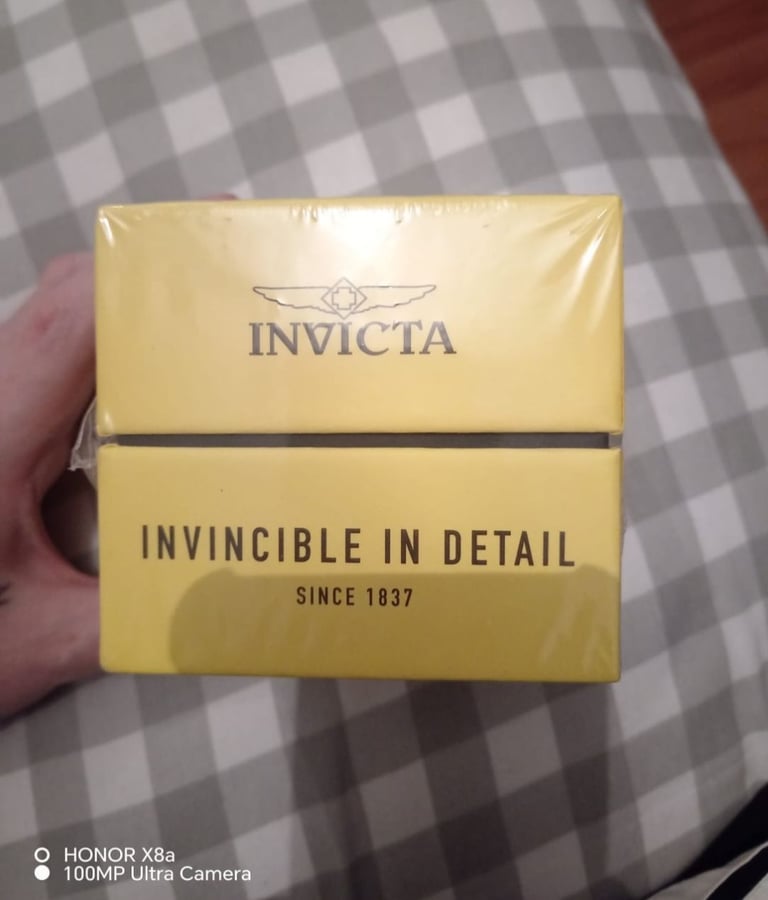 INVICTA
INVINCIBLE IN DETAIL
SINCE 1837
HONOR X8a
100MP Ultra Camera